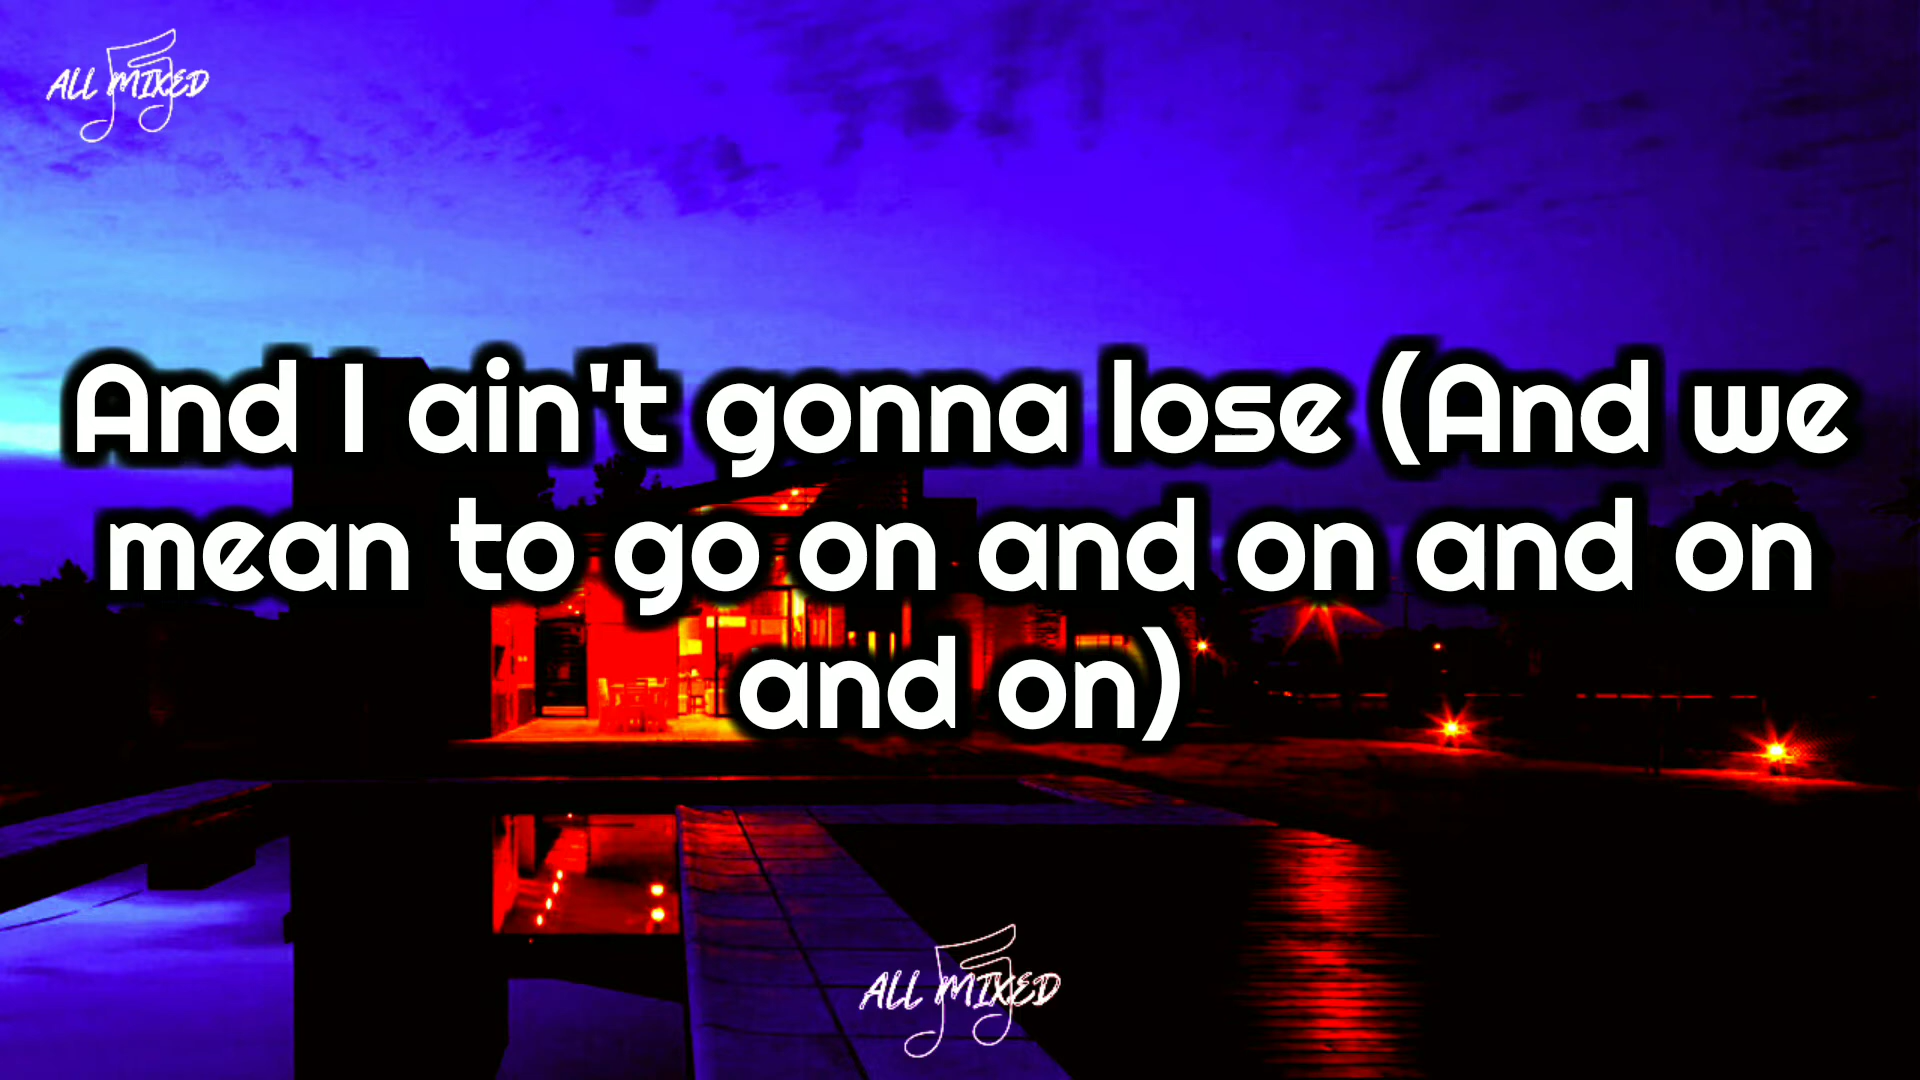 ALL MIXED
And I ain't gonna lose (And we
mean to go on and on and on
and on)
ALL MIXED